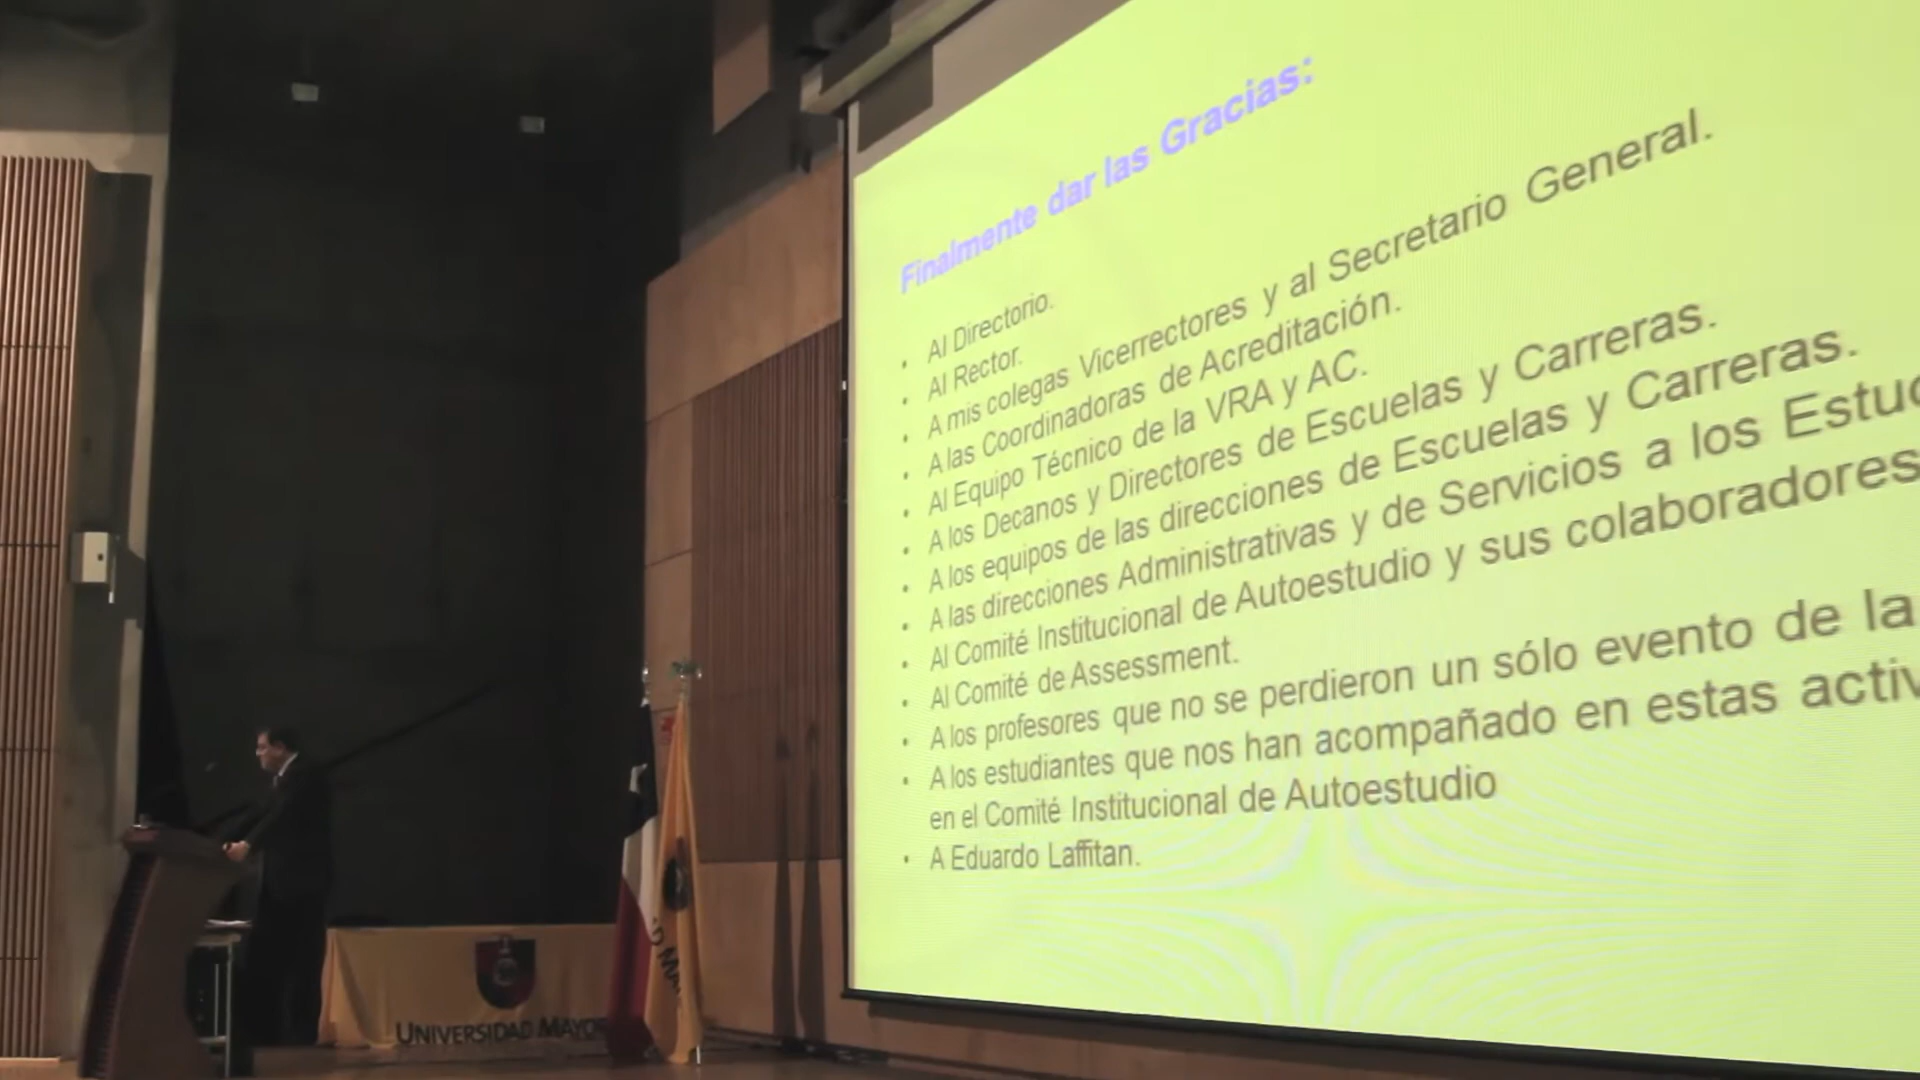 Finalmente dar las Gracias:
• Al Directorio.
• Al Rector.
• A mis colegas Vicerrectores y al Secretario General.
• A las Coordinadoras de Acreditación.
• Al Equipo Técnico de la VRA y AC.
• A los Decanos y Directores de Escuelas y Carreras.
• A los equipos de las direcciones de Escuelas y Carreras.
• A las direcciones Administrativas y de Servicios a los
• Al Comité Institucional de Autoestudio y sus colaboradores
• Al Comité de Assessment.
• A los profesores que no se perdieron un sólo evento de la
• A los estudiantes que nos han acompañado en estas
en el Comité Institucional de Autoestudio
• A Eduardo Laffitan.
UNIVERSIDAD MAYOR